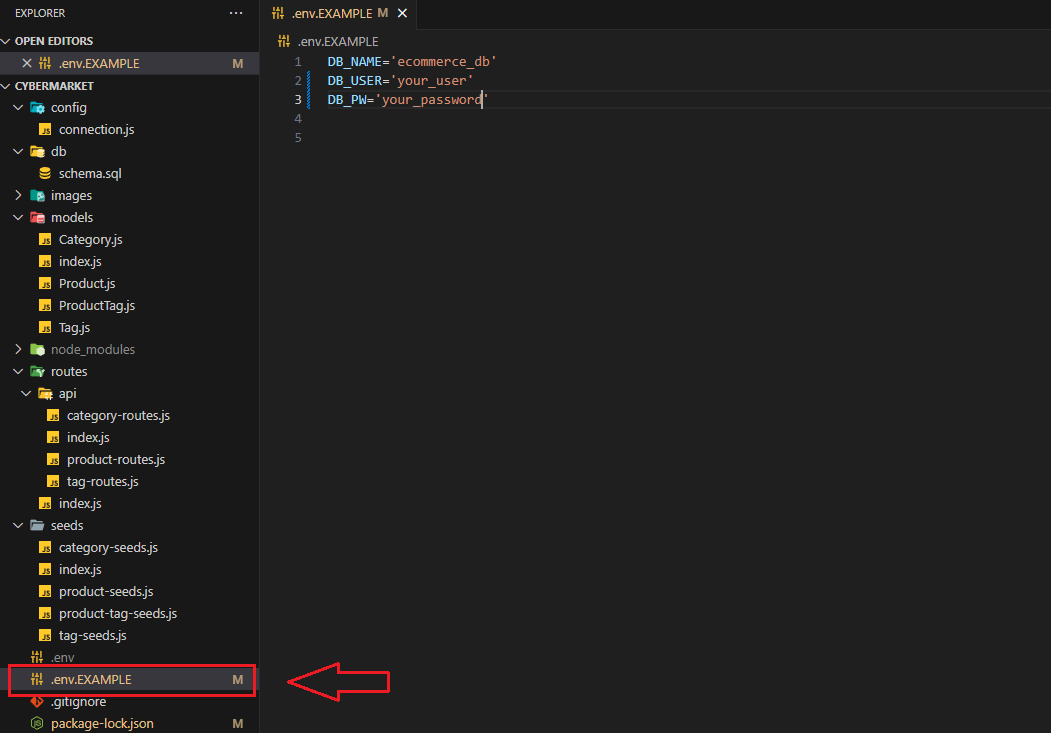 EXPLORER
OPEN EDITORS
.env.EXAMPLE M
CYBERMARKET
config
connection.js
db
schema.sql
images
models
Category.js
index.js
Product.js
ProductTag.js
Tag.js
node_modules
routes
api
category-routes.js
index.js
product-routes.js
tag-routes.js
index.js
seeds
category-seeds.js
index.js
product-seeds.js
product-tag-seeds.js
tag-seeds.js
.env
.env.EXAMPLE M
.gitignore
package-lock.json M
.env.EXAMPLE M
.env.EXAMPLE
1 DB_NAME='ecommerce_db'
2 DB_USER='your_user'
3 DB_PW='your_password'
4
5